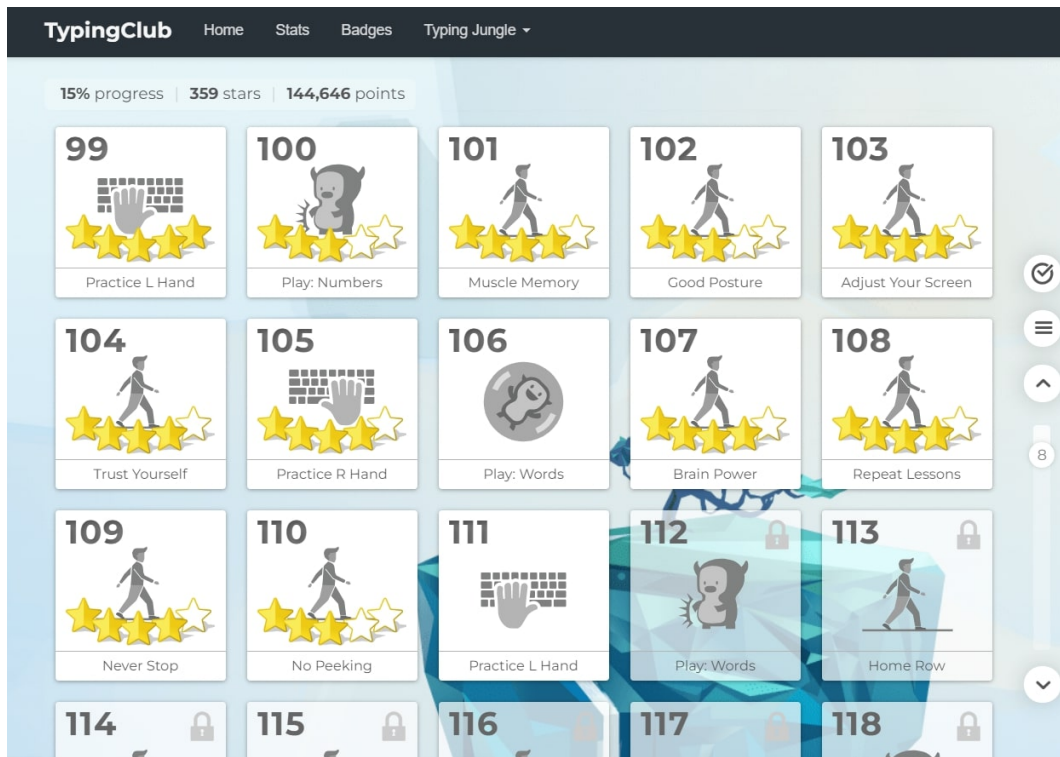 TypingClub Home Stats Badges Typing Jungle
15% progress | 359 stars | 144,646 points
99 100 101 102 103
Practice L Hand Play: Numbers Muscle Memory Good Posture Adjust Your Screen
104 105 106 107 108
Trust Yourself Practice R Hand Play: Words Brain Power Repeat Lessons
8
109 110 111 112 113
Never Stop No Peeking Practice L Hand Play: Words Home Row
114 115 116 117 118